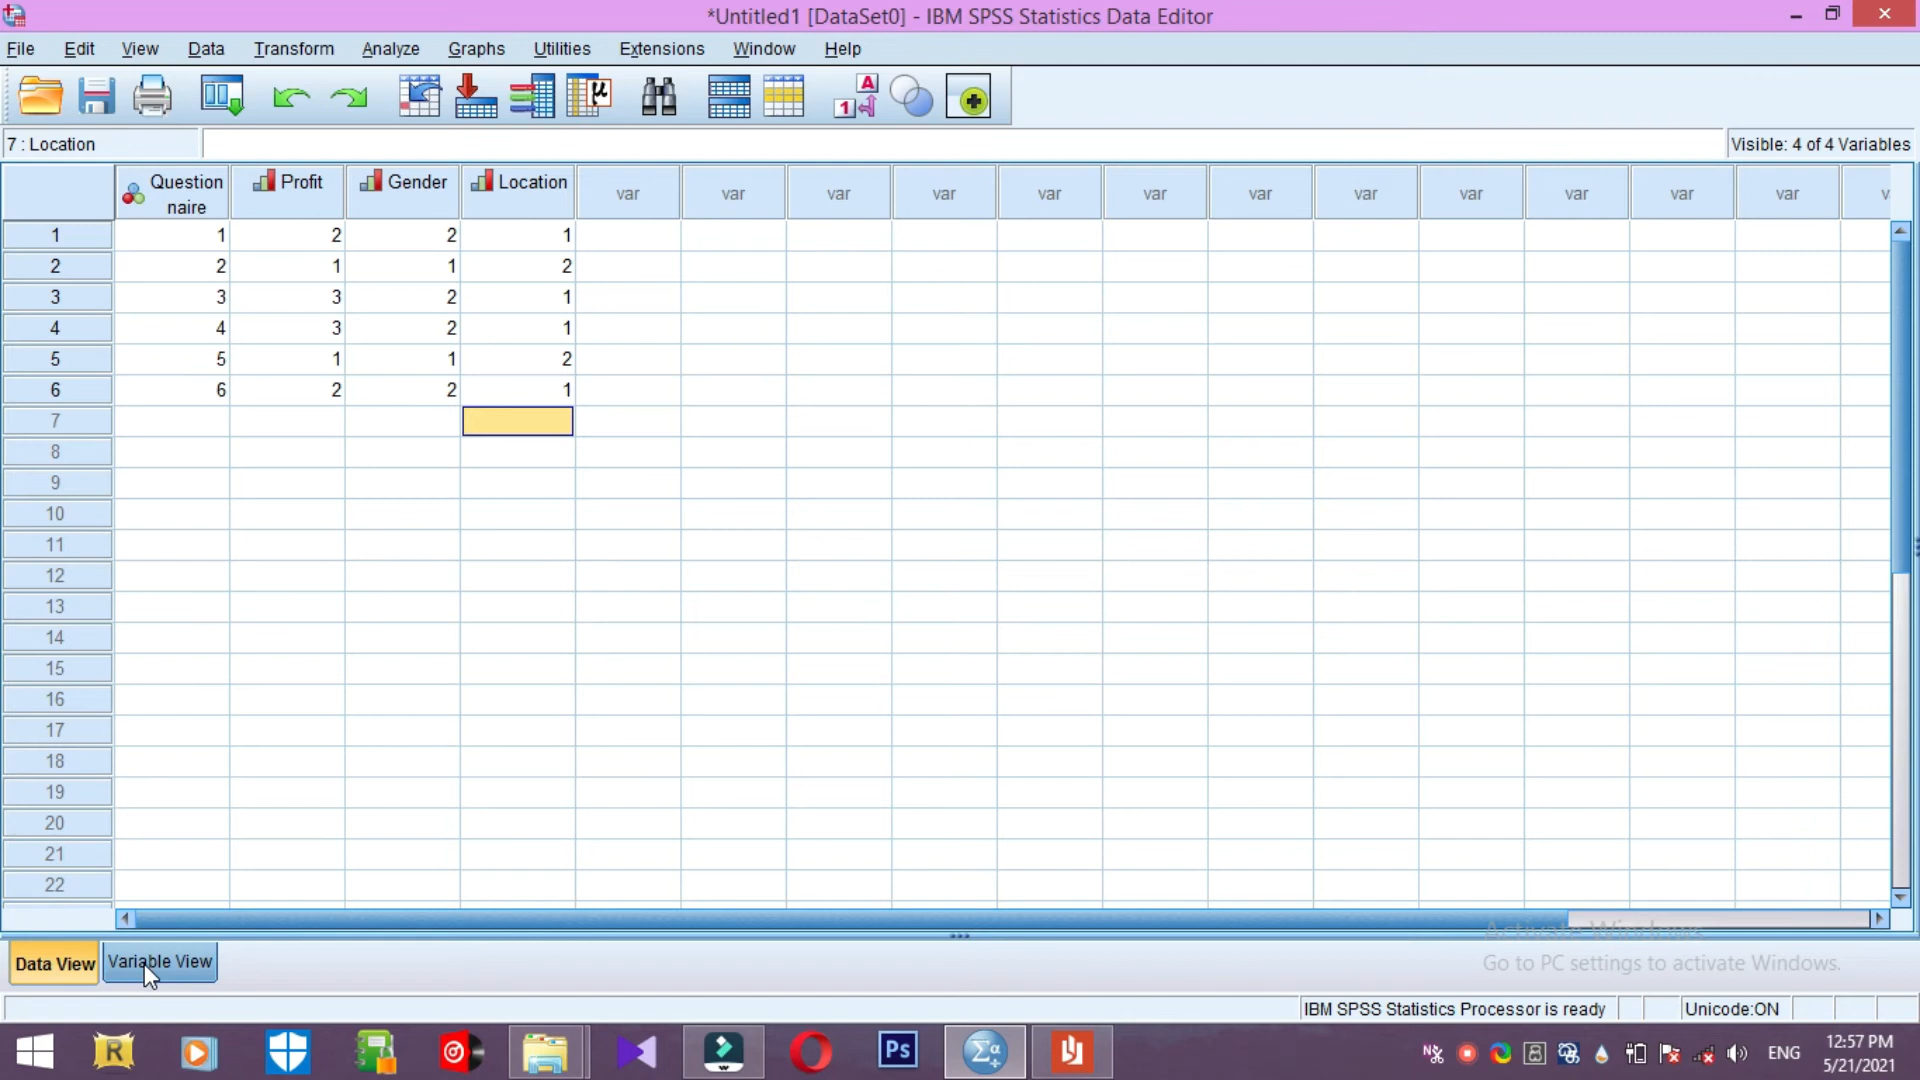 *Untitled1 [DataSet0] - IBM SPSS Statistics Data Editor
File Edit View Data Transform Analyze Graphs Utilities Extensions Window Help
7 : Location
Visible: 4 of 4 Variables
Question
naire
Profit Gender Location var var var var var var var var var var var var
1 1 2 2 1
2 2 1 1 2
3 3 3 2 1
4 4 3 2 1
5 5 1 1 2
6 6 2 2 1
7
8
9
10
11
12
13
14
15
16
17
18
19
20
21
22
Activate Windows
Go to PC settings to activate Windows.
Data View Variable View
IBM SPSS Statistics Processor is ready Unicode:ON
R
Ps
Σα
ENG
12:57 PM
5/21/2021